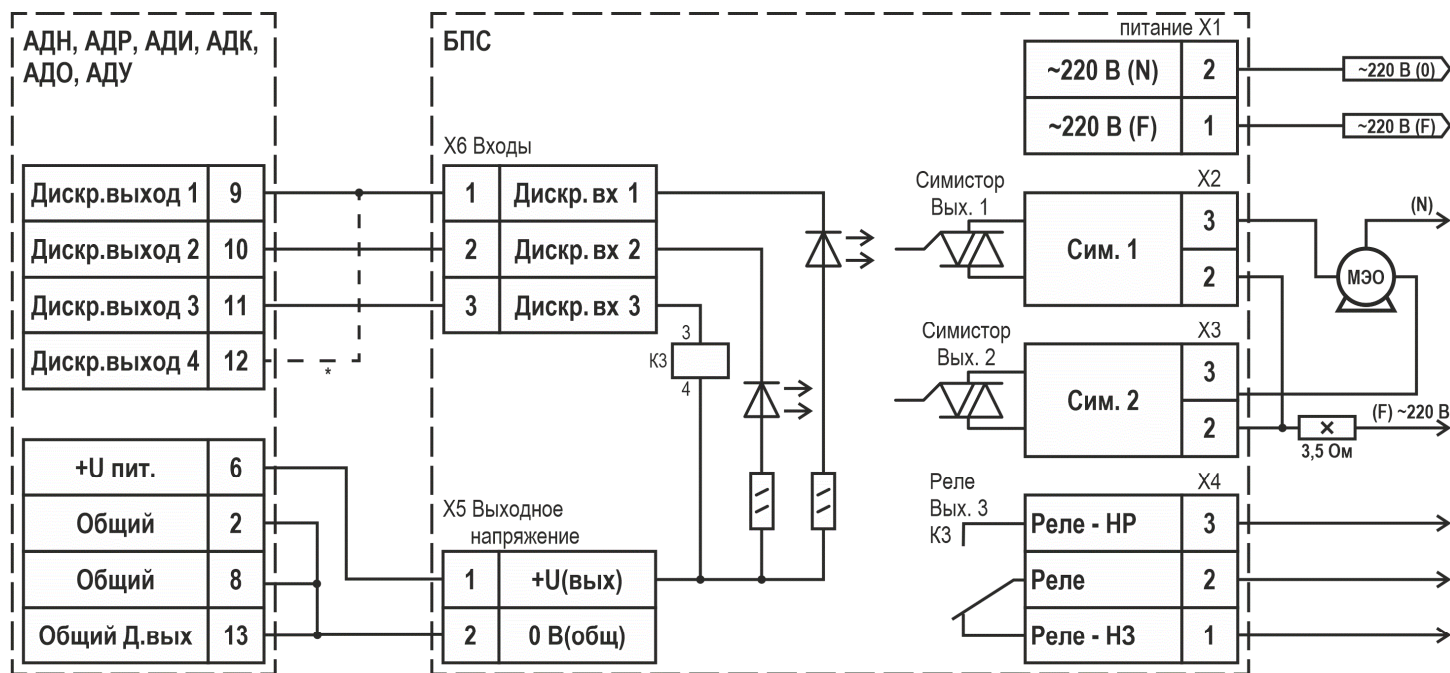 АДН, АДР, АДИ, АДК,
АДО, АДУ
Дискр.выход 1 9
Дискр.выход 2 10
Дискр.выход 3 11
Дискр.выход 4 12
*
+U пит. 6
Общий 2
Общий 8
Общий Д.вых 13
БПС
X6 Входы
1 Дискр. вх 1
2 Дискр. вх 2
3 Дискр. вх 3
3
К3
4
X5 Выходное
напряжение
1 +U(вых)
2 0 В(общ)
питание X1
~220 В (N) 2
~220 В (F) 1
~220 В (0)
~220 В (F)
Симистор
Вых. 1
X2
Сим. 1
3
2
(N)
МЭО
Симистор
Вых. 2
X3
Сим. 2
3
2
(F) ~220 В
3,5 Ом
Реле
Вых. 3
К3
X4
Реле - НР 3
Реле 2
Реле - НЗ 1